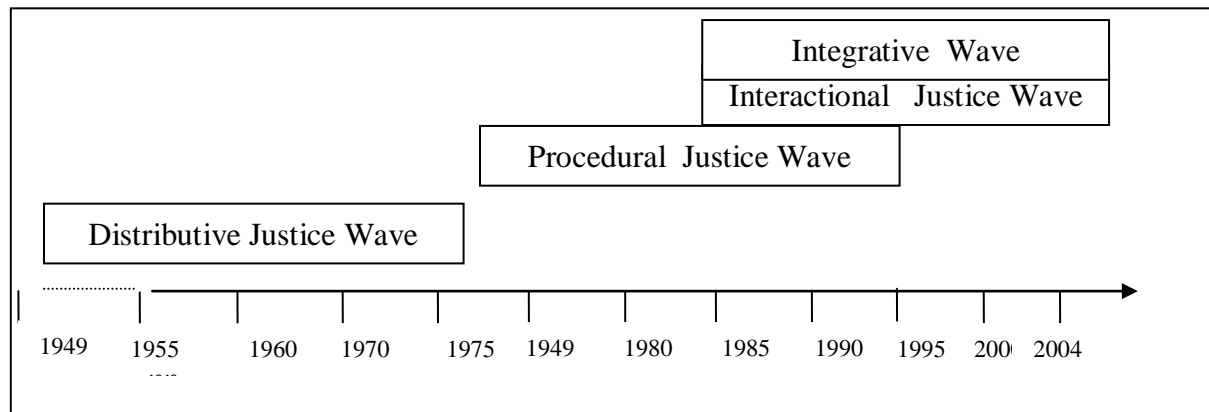 Integrative Wave
Interactional Justice Wave
Procedural Justice Wave
Distributive Justice Wave
1949 1955 1960 1970 1975 1949 1980 1985 1990 1995 200 2004